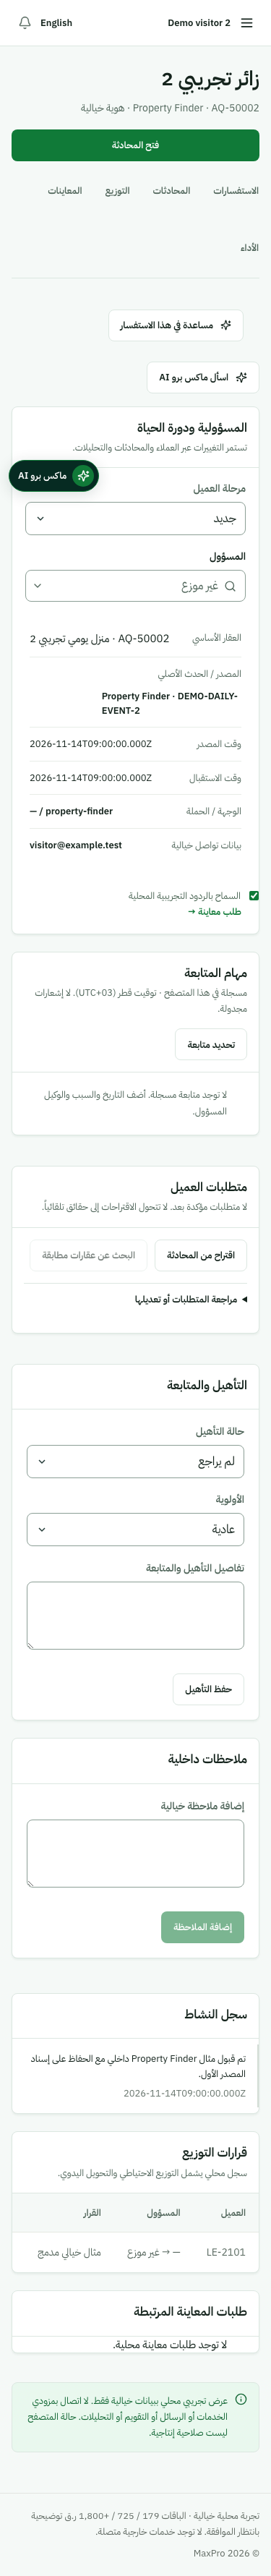 Demo visitor 2
English
زائر تجريبي 2
Property Finder · AQ-50002 · هوية خيالية
فتح المحادثة
الاستفسارات
المحادثات
التوزيع
المعاينات
الأداء
مساعدة في هذا الاستفسار
اسأل ماكس برو AI
المسؤولية ودورة الحياة
تستمر التغييرات عبر العملاء والمحادثات والتحليلات.
ماكس برو AI
مرحلة العميل
جديد
المسؤول
غير موزع
العقار الأساسي
AQ-50002 · منزل يومي تجريبي 2
المصدر / الحدث الأصلي
Property Finder · DEMO-DAILY-
EVENT-2
وقت المصدر
2026-11-14T09:00:00.000Z
وقت الاستقبال
2026-11-14T09:00:00.000Z
الوجهة / الحملة
— / property-finder
بيانات تواصل خيالية
visitor@example.test
السماح بالردود التجريبية المحلية
طلب معاينة →
مهام المتابعة
مسجلة في هذا المتصفح · توقيت قطر (UTC+03). لا إشعارات
مجدولة.
تحديد متابعة
لا توجد متابعة مسجلة. أضف التاريخ والسبب والوكيل
المسؤول.
متطلبات العميل
لا متطلبات مؤكدة بعد. لا تتحول الاقتراحات إلى حقائق تلقائياً.
اقتراح من المحادثة
البحث عن عقارات مطابقة
مراجعة المتطلبات أو تعديلها
التأهيل والمتابعة
حالة التأهيل
لم يراجع
الأولوية
عادية
تفاصيل التأهيل والمتابعة
حفظ التأهيل
ملاحظات داخلية
إضافة ملاحظة خيالية
إضافة الملاحظة
سجل النشاط
تم قبول مثال Property Finder داخلي مع الحفاظ على إسناد
المصدر الأول.
2026-11-14T09:00:00.000Z
قرارات التوزيع
سجل محلي يشمل التوزيع الاحتياطي والتحويل اليدوي.
العميل
المسؤول
القرار
LE-2101
— → غير موزع
مثال خيالي مدمج
طلبات المعاينة المرتبطة
لا توجد طلبات معاينة محلية.
عرض تجريبي محلي ببيانات خيالية فقط. لا اتصال بمزودي
الخدمات أو الرسائل أو التقويم أو التحليلات. حالة المتصفح
ليست صلاحية إنتاجية.
تجربة محلية خيالية · الباقات 179 / 725 / +1,800 ر.ق توضيحية
بانتظار الموافقة. لا توجد خدمات خارجية متصلة.
© 2026 MaxPro